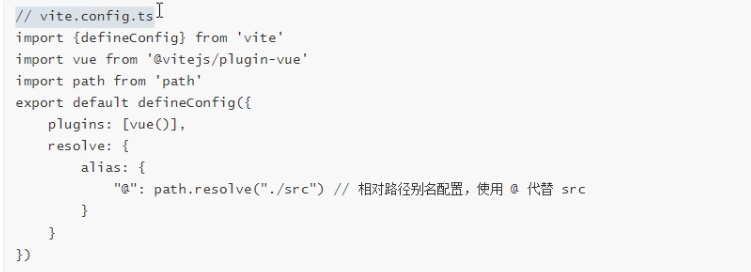 // vite.config.ts
import {defineConfig} from 'vite'
import vue from '@vitejs/plugin-vue'
import path from 'path'
export default defineConfig({
    plugins: [vue()],
    resolve: {
        alias: {
            "@": path.resolve("./src") // 相对路径别名配置，使用 @ 代替 src
        }
    }
})